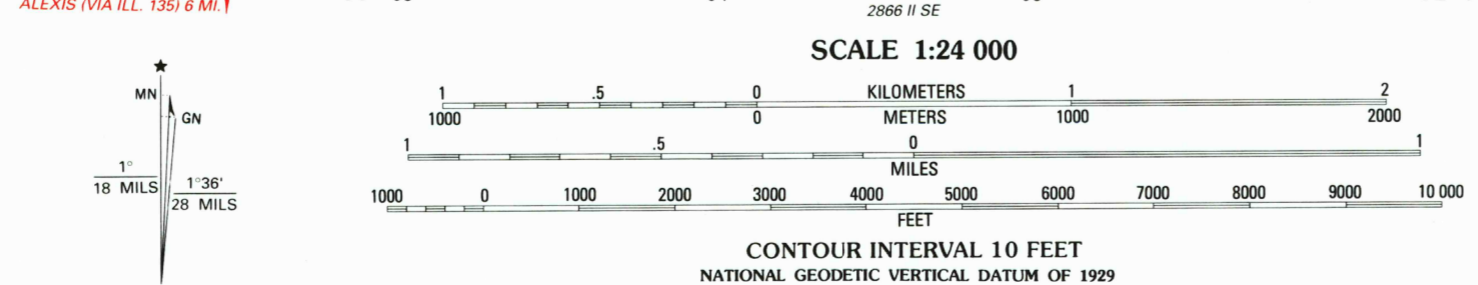 ALEXIS (VIA ILL. 135) 6 MI.
2866 II SE
SCALE 1:24 000
1 .5 0 KILOMETERS 1 2
1000 0 METERS 1000 2000
1 .5 0 1
MILES
1000 0 1000 2000 3000 4000 5000 6000 7000 8000 9000 10 000
FEET
CONTOUR INTERVAL 10 FEET
NATIONAL GEODETIC VERTICAL DATUM OF 1929
★
MN
GN
1°
18 MILS
1°36'
28 MILS